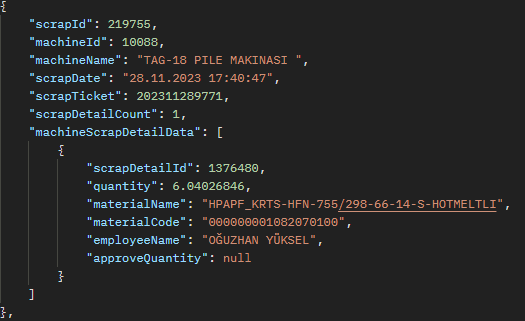 {
"scrapId": 219755,
"machineId": 10088,
"machineName": "TAG-18 PILE MAKINASI ",
"scrapDate": "28.11.2023 17:40:47",
"scrapTicket": 202311289771,
"scrapDetailCount": 1,
"machineScrapDetailData": [
{
"scrapDetailId": 1376480,
"quantity": 6.04026846,
"materialName": "HPAPF_KRTS-HFN-755/298-66-14-S-HOTMELTLI",
"materialCode": "000000001082070100",
"employeeName": "OĞUZHAN YÜKSEL",
"approveQuantity": null
}
]
},